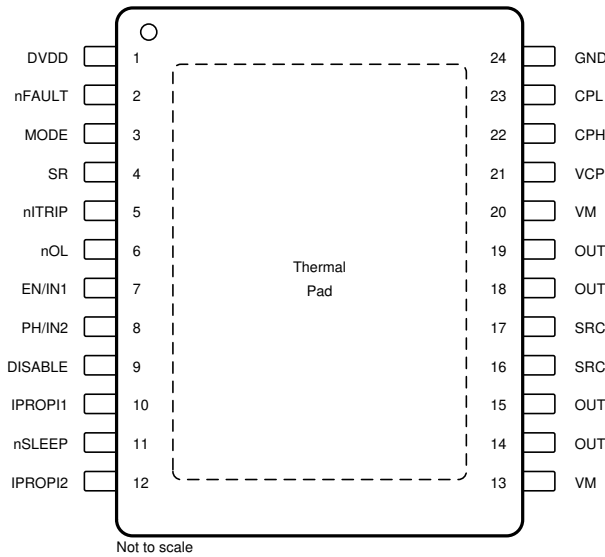 DVDD 1 24 GND
nFAULT 2 23 CPL
MODE 3 22 CPH
SR 4 21 VCP
nITRIP 5 20 VM
nOL 6 19 OUT
EN/IN1 7 18 OUT
PH/IN2 8 17 SRC
DISABLE 9 16 SRC
IPROPI1 10 15 OUT
nSLEEP 11 14 OUT
IPROPI2 12 13 VM
Thermal
Pad
Not to scale